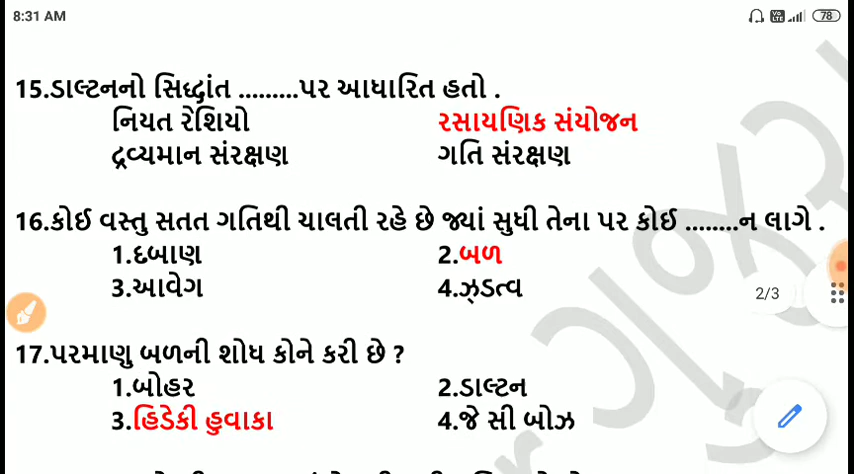 8:31 AM
78
15.ડાલ્ટનનો સિધ્ધાંત .........પર આધારિત હતો .
નિયત રેશિયો રસાયણિક સંયોજન
દ્રવ્યમાન સંરક્ષણ ગતિ સંરક્ષણ
16.કોઈ વસ્તુ સતત ગતિથી ચાલતી રહે છે જ્યાં સુધી તેના પર કોઈ ........ન લાગે .
1.દબાણ 2.બળ
3.આવેગ 4.ઝડત્વ
2/3
17.પરમાણુ બળની શોધ કોને કરી છે ?
1.બોહર 2.ડાલ્ટન
3.હિડેકી હુવાકા 4.જે સી બોઝ